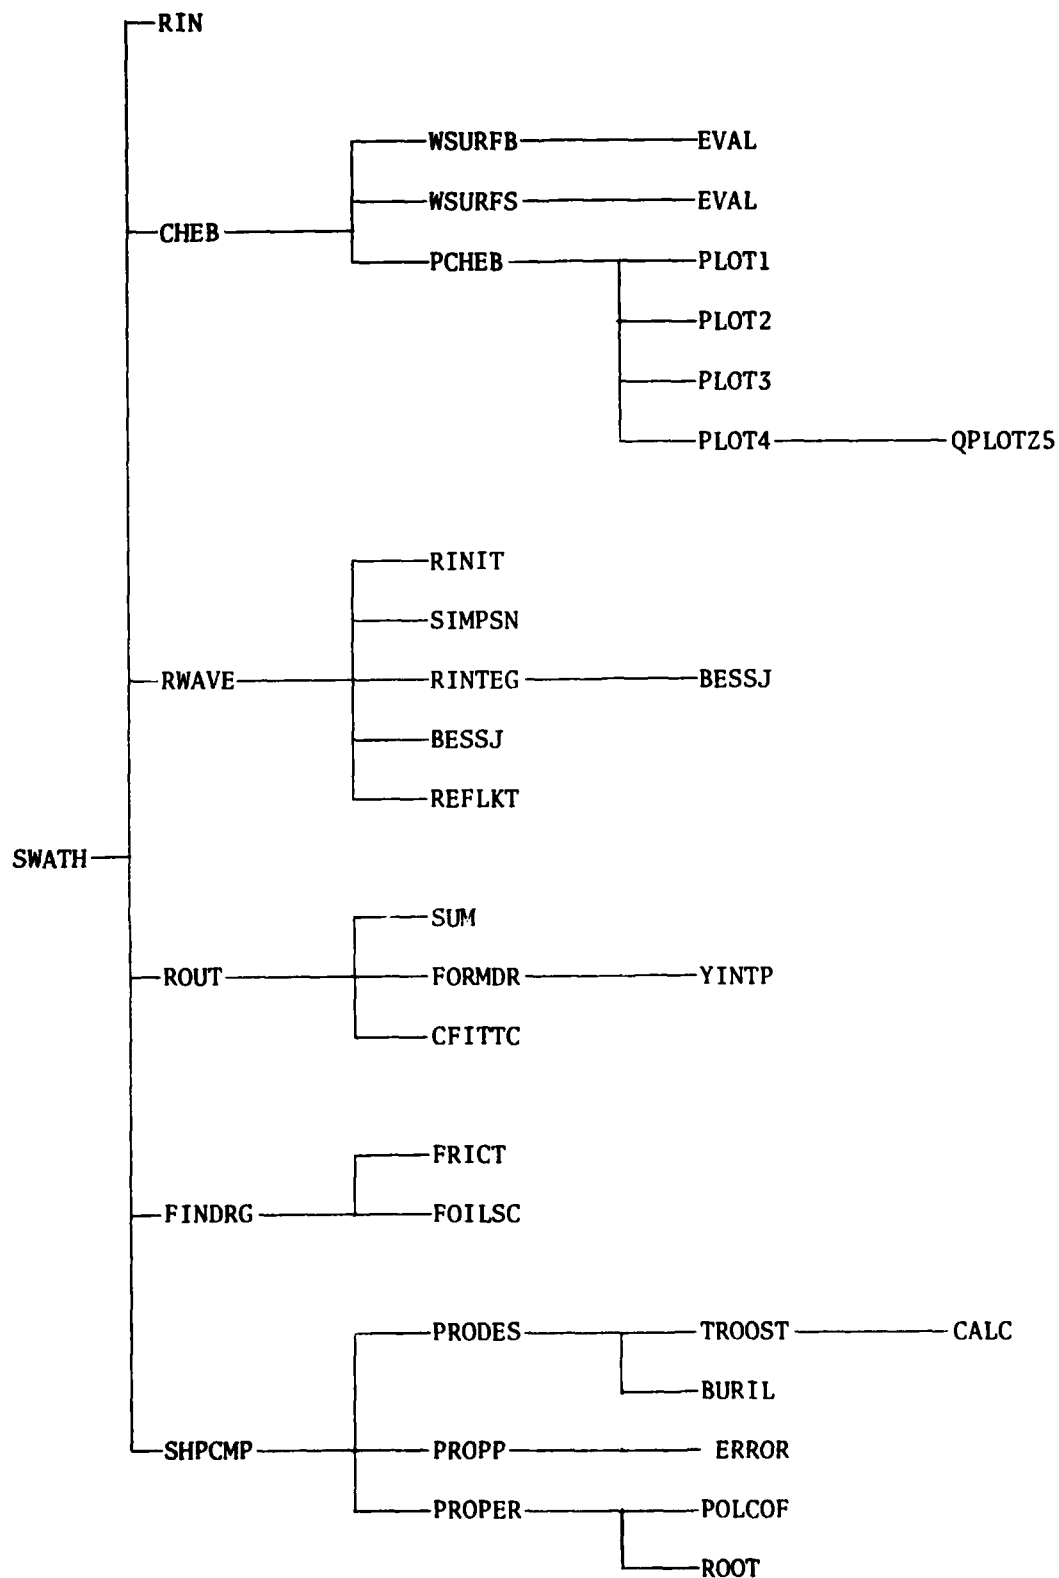 RIN
WSURFB EVAL
WSURFS EVAL
CHEB
PCHEB PLOT1
PLOT2
PLOT3
PLOT4 QPLOTZ5
RINIT
SIMPSN
RWAVE RINTEG BESSJ
BESSJ
REFLKT
SWATH
SUM
ROUT FORMDR YINTP
CFITTC
FRICT
FINDRG FOILSC
PRODES TROOST CALC
BURIL
SHPCMP PROPP ERROR
PROPER POLCOF
ROOT